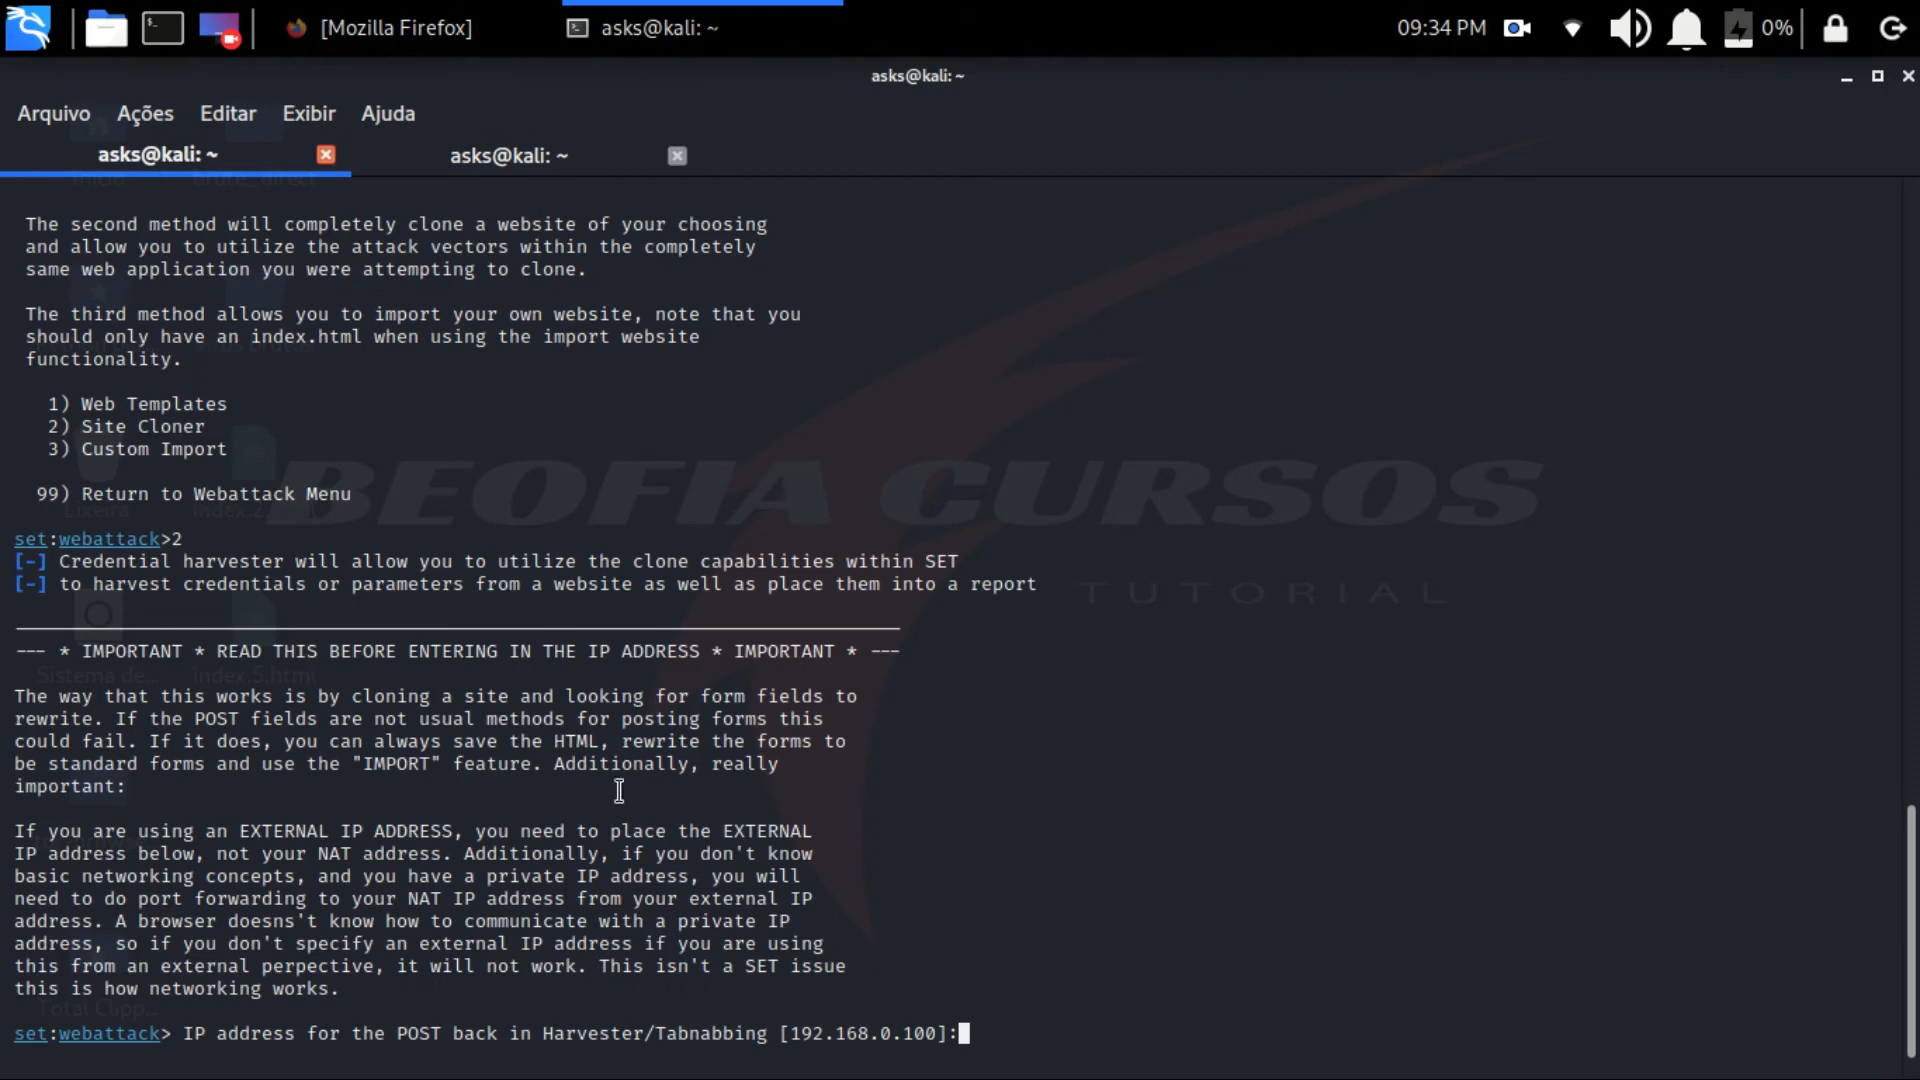 [Mozilla Firefox]
asks@kali: ~
09:34 PM
0%
asks@kali: ~
Arquivo Ações Editar Exibir Ajuda
asks@kali: ~
asks@kali: ~
The second method will completely clone a website of your choosing
and allow you to utilize the attack vectors within the completely
same web application you were attempting to clone.
The third method allows you to import your own website, note that you
should only have an index.html when using the import website
functionality.
1) Web Templates
2) Site Cloner
3) Custom Import
99) Return to Webattack Menu
Lixeira
BEOFIA CURSOS
TUTORIAL
set:webattack>2
[-] Credential harvester will allow you to utilize the clone capabilities within SET
[-] to harvest credentials or parameters from a website as well as place them into a report
--- * IMPORTANT * READ THIS BEFORE ENTERING IN THE IP ADDRESS * IMPORTANT * ---
Sistema de... index.5.html
The way that this works is by cloning a site and looking for form fields to
rewrite. If the POST fields are not usual methods for posting forms this
could fail. If it does, you can always save the HTML, rewrite the forms to
be standard forms and use the "IMPORT" feature. Additionally, really
important:
If you are using an EXTERNAL IP ADDRESS, you need to place the EXTERNAL
IP address below, not your NAT address. Additionally, if you don't know
basic networking concepts, and you have a private IP address, you will
need to do port forwarding to your NAT IP address from your external IP
address. A browser doesns't know how to communicate with a private IP
address, so if you don't specify an external IP address if you are using
this from an external perpective, it will not work. This isn't a SET issue
this is how networking works.
Total Clipp...
set:webattack> IP address for the POST back in Harvester/Tabnabbing [192.168.0.100]: